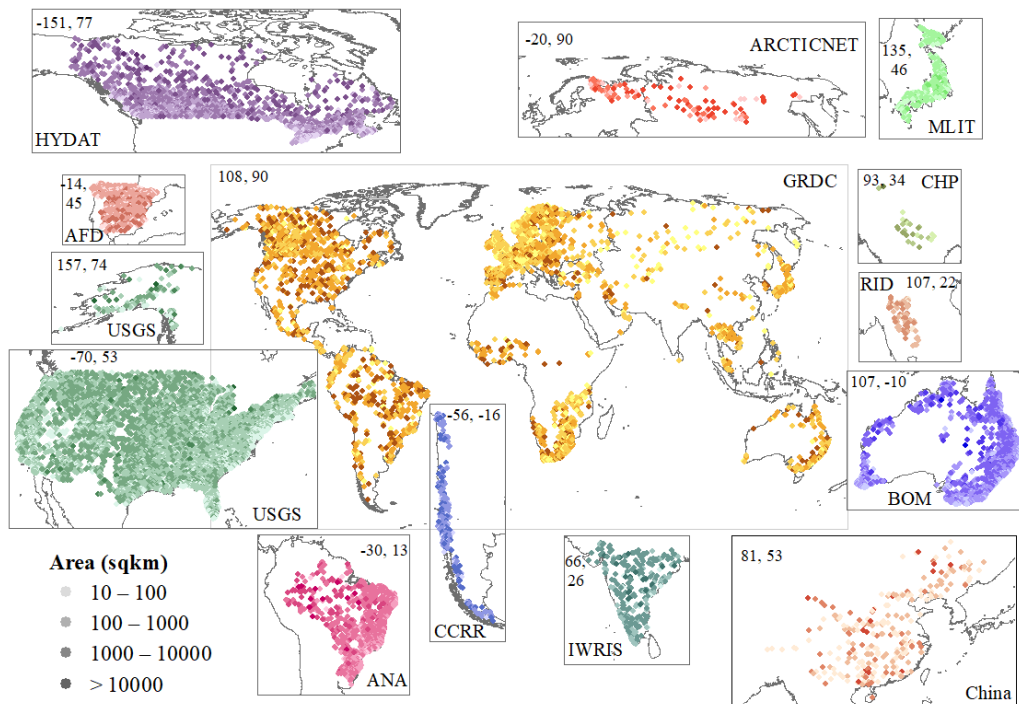 -151, 77
HYDAT
-20, 90
ARCTICNET
135,
46
MLIT
-14,
45
AFD
108, 90
GRDC
93, 34
CHP
157, 74
USGS
RID
107, 22
-70, 53
USGS
-56, -16
CCRR
107, -10
BOM
Area (sqkm)
10 – 100
100 – 1000
1000 – 10000
> 10000
-30, 13
ANA
66,
26
IWRIS
81, 53
China